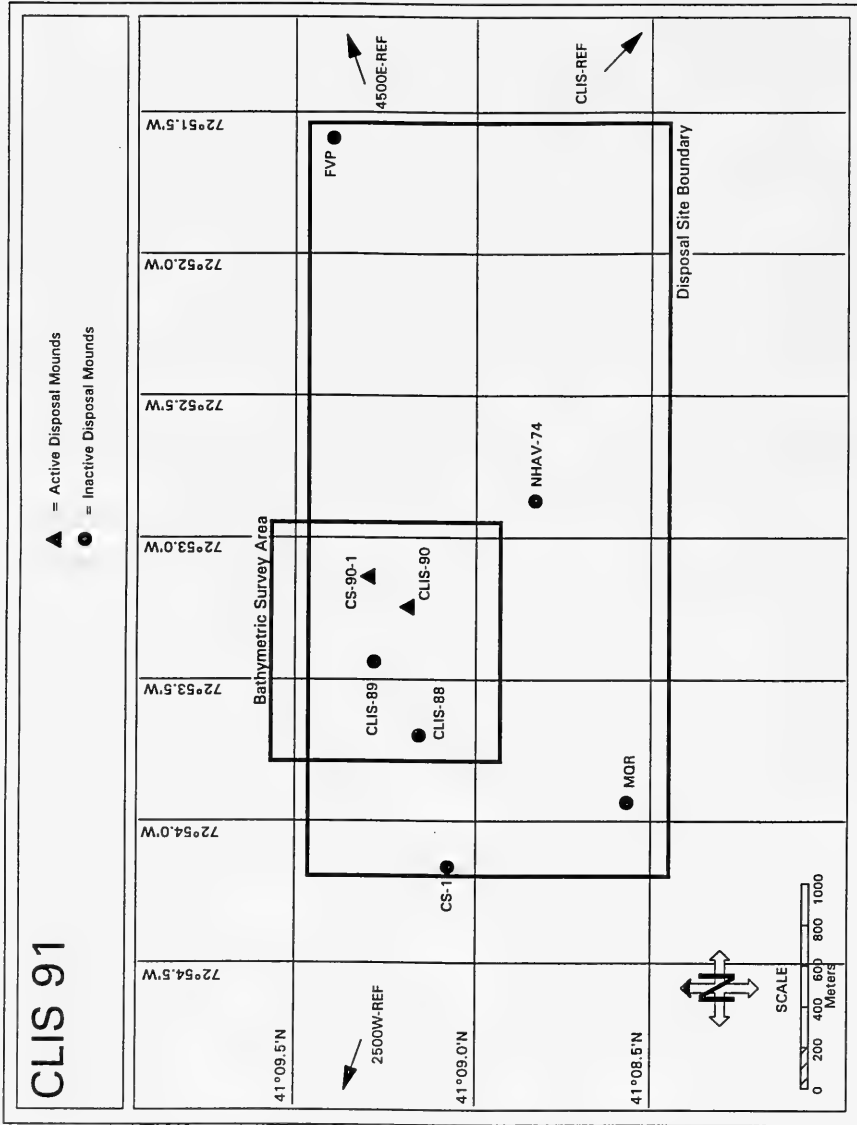 CLIS 91
▲ = Active Disposal Mounds
● = Inactive Disposal Mounds
72°54.5'W
72°54.0'W
72°53.5'W
72°53.0'W
72°52.5'W
72°52.0'W
72°51.5'W
41°09.5'N
41°09.0'N
41°08.5'N
Bathymetric Survey Area
2500W-REF
4500E-REF
CLIS-REF
FVP
CS-90-1
CLIS-90
CLIS-89
CLIS-88
NHAV-74
CS-1
MQR
Disposal Site Boundary
N
SCALE
0 200 400 600 800 1000
Meters